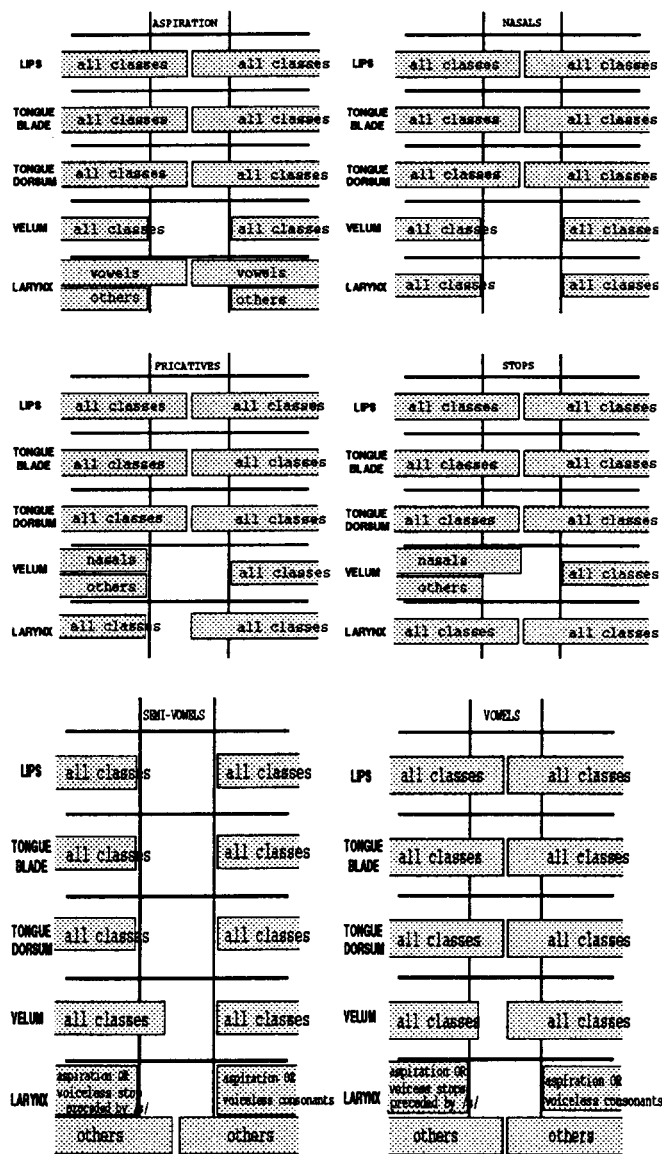 ASPIRATION
LIPS all classes all classes
TONGUE
BLADE all classes all classes
TONGUE
DORSUM all classes all classes
VELUM all classes all classes
LARYNX vowels vowels
others others
NASALS
LIPS all classes all classes
TONGUE
BLADE all classes all classes
TONGUE
DORSUM all classes all classes
VELUM all classes all classes
LARYNX all classes all classes
FRICATIVES
LIPS all classes all classes
TONGUE
BLADE all classes all classes
TONGUE
DORSUM all classes all classes
VELUM nasals all classes
others
LARYNX all classes all classes
STOPS
LIPS all classes all classes
TONGUE
BLADE all classes all classes
TONGUE
DORSUM all classes all classes
VELUM nasals all classes
others
LARYNX all classes all classes
SEMI-VOWELS
LIPS all classes all classes
TONGUE
BLADE all classes all classes
TONGUE
DORSUM all classes all classes
VELUM all classes all classes
LARYNX aspiration OR aspiration OR
voiceless stop voiceless consonants
preceded by /s/
others others
VOWELS
LIPS all classes all classes
TONGUE
BLADE all classes all classes
TONGUE
DORSUM all classes all classes
VELUM all classes all classes
LARYNX aspiration OR aspiration OR
voicess stops voiceless consonants
preceded by /s/
others others